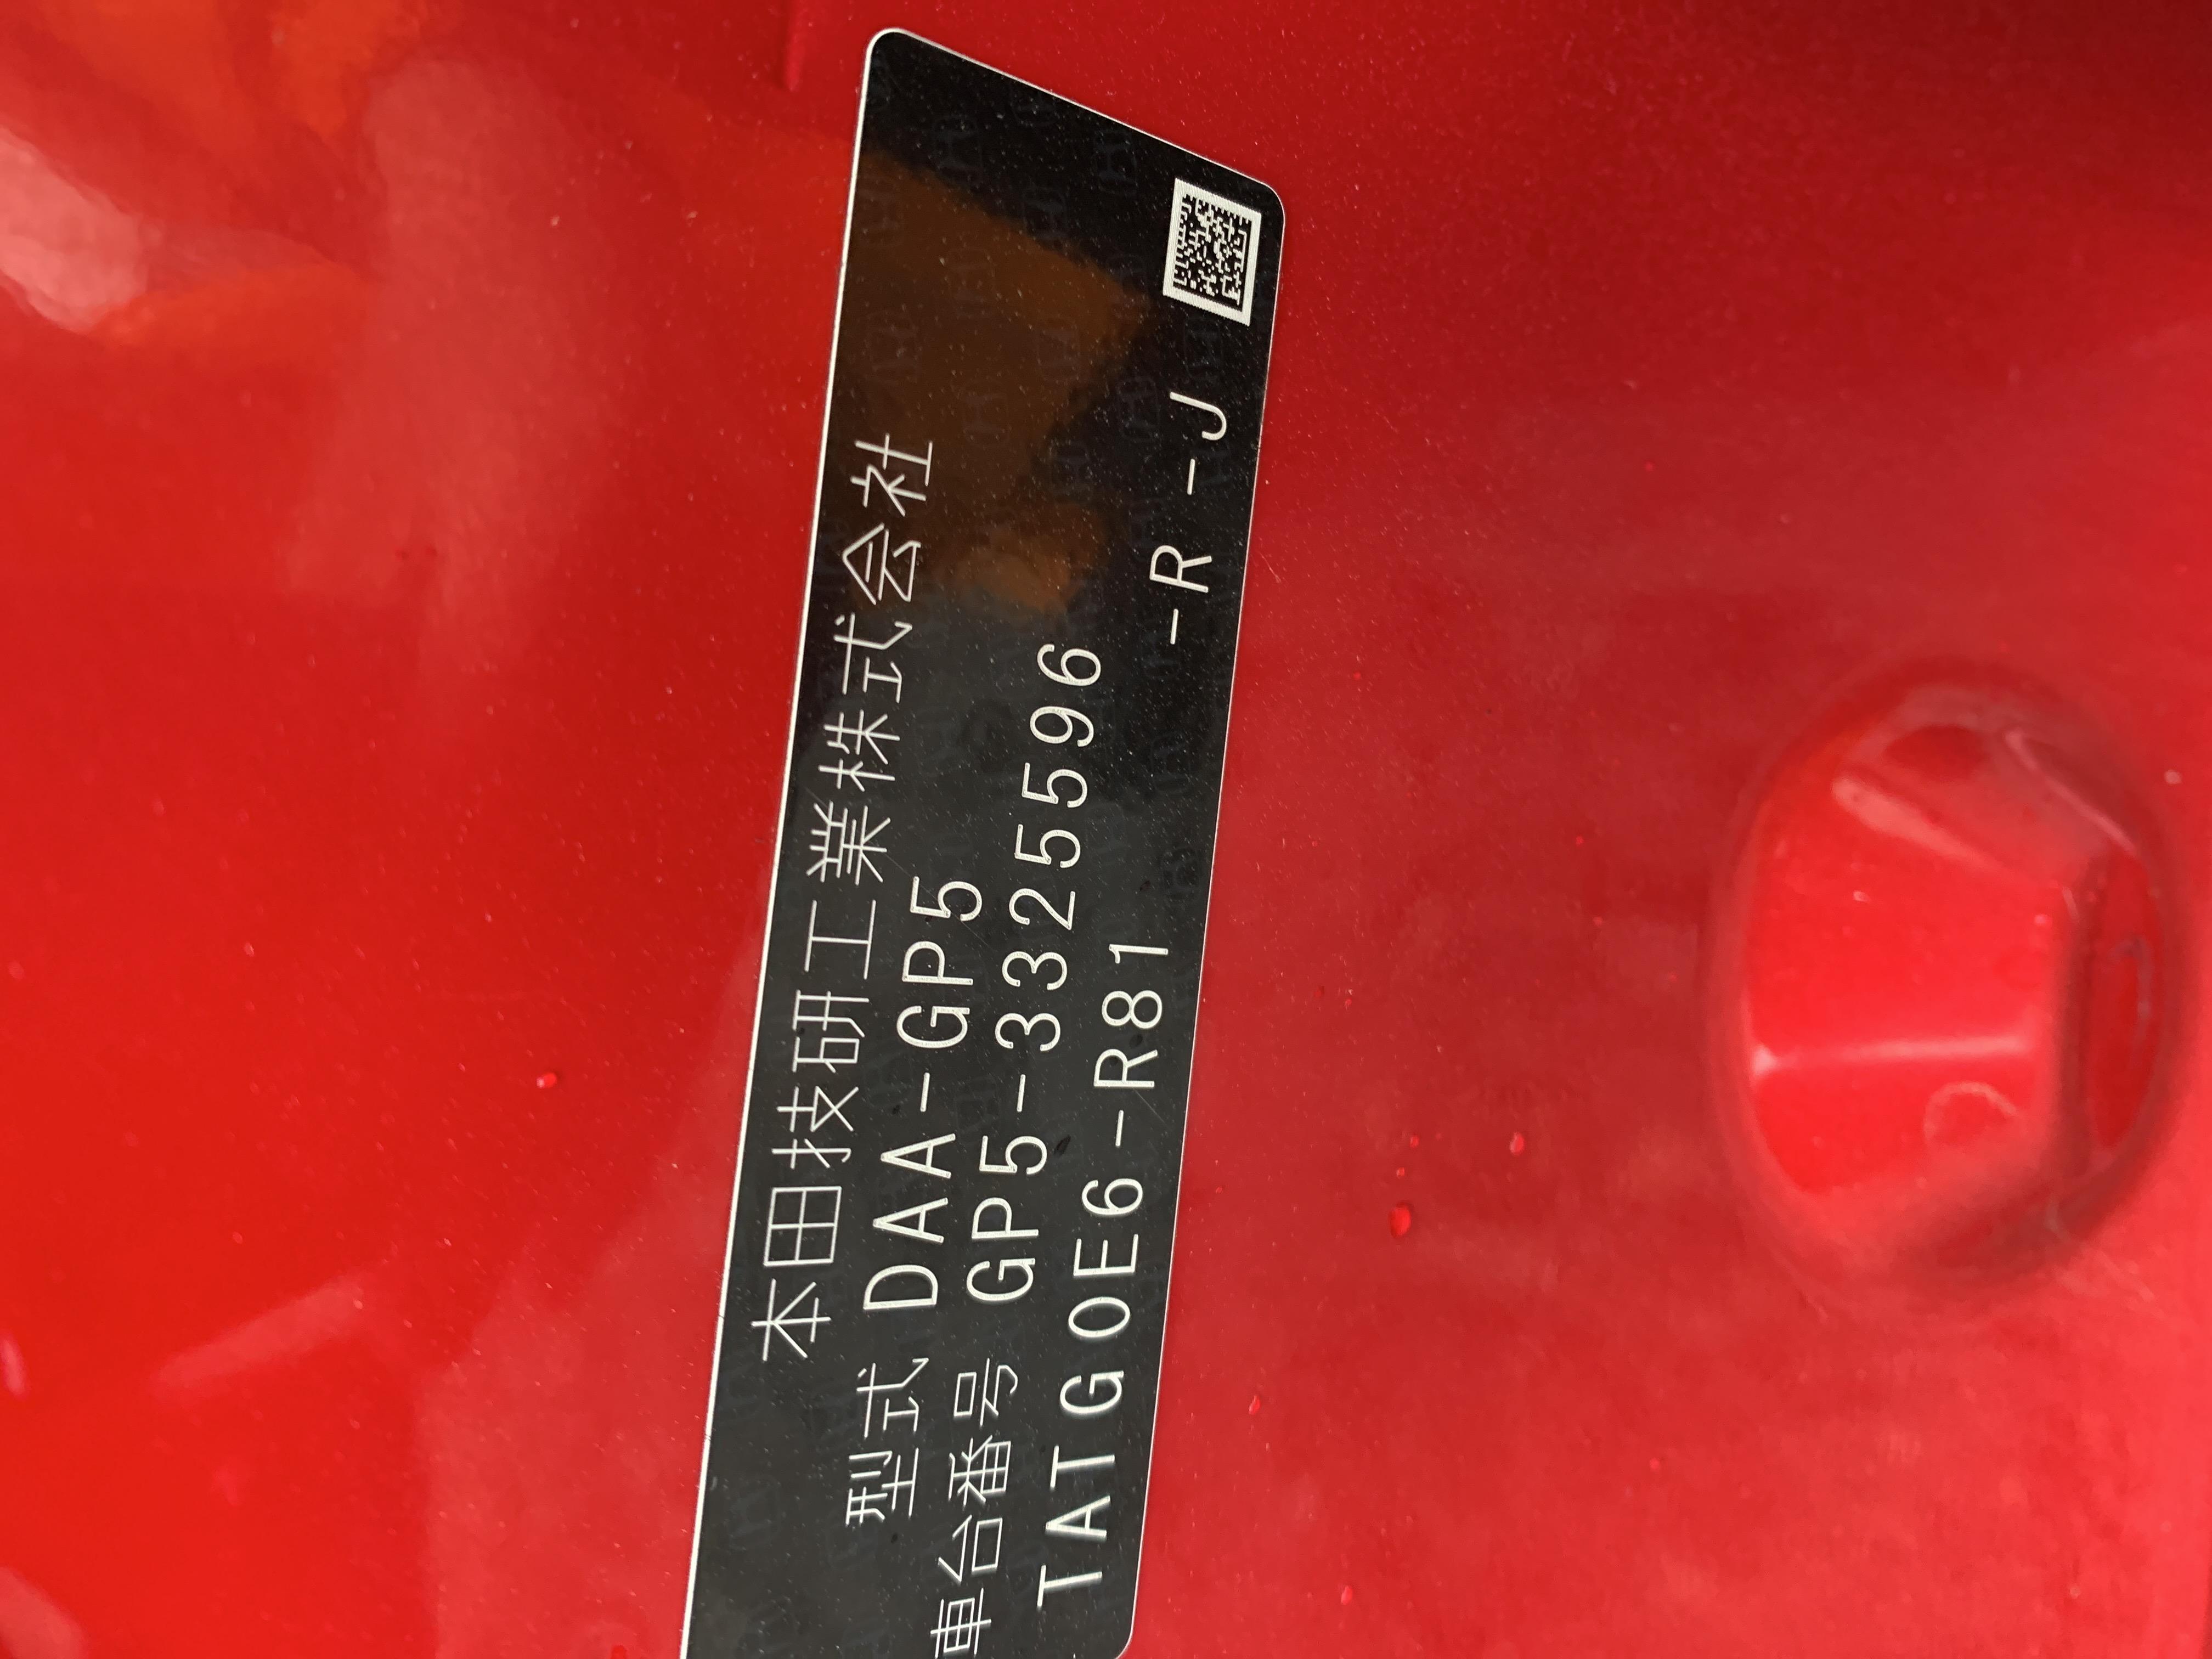 本田技研工業株式会社
型式 DAA-GP5
車台番号 GP5-3325596
TATG0E6-R81 -R -J